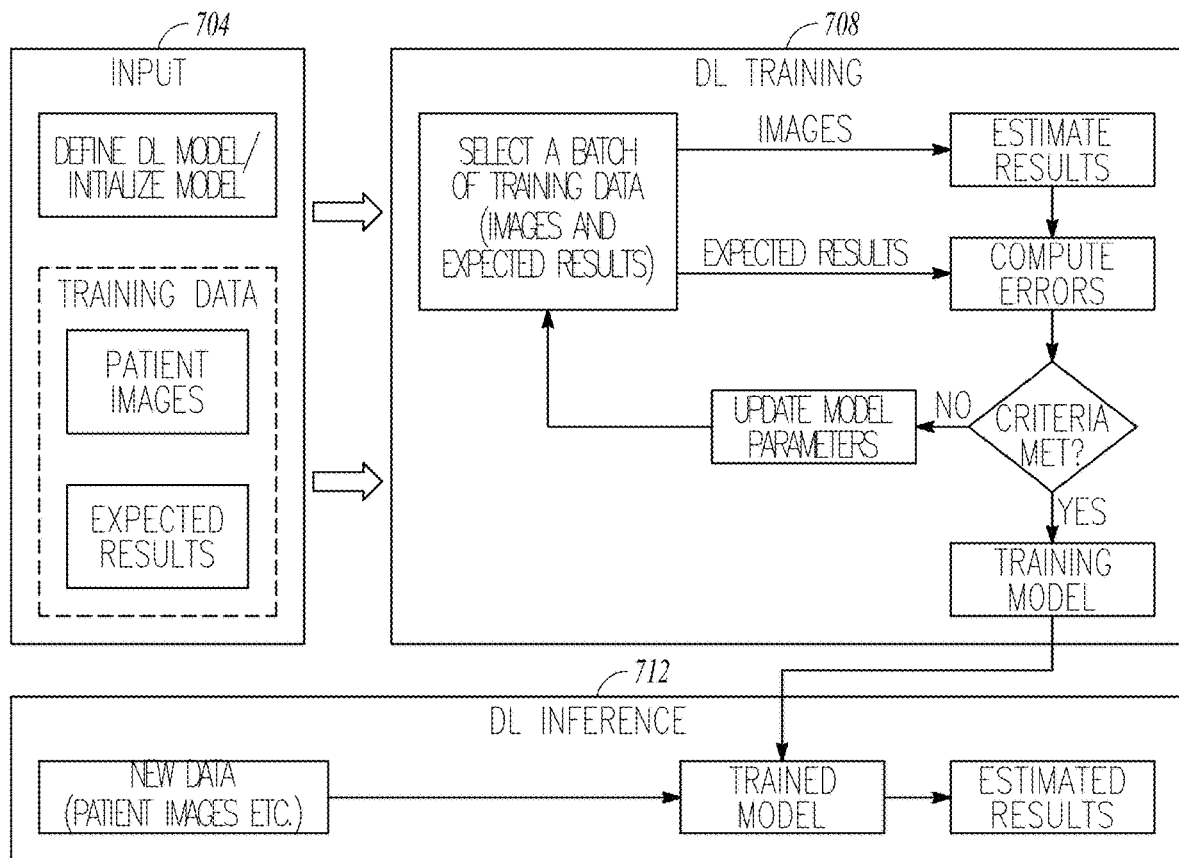 704
INPUT
DEFINE DL MODEL/
INITIALIZE MODEL
TRAINING DATA
PATIENT
IMAGES
EXPECTED
RESULTS
708
DL TRAINING
SELECT A BATCH
OF TRAINING DATA
(IMAGES AND
EXPECTED RESULTS)
IMAGES
ESTIMATE
RESULTS
EXPECTED RESULTS
COMPUTE
ERRORS
CRITERIA
MET?
NO
UPDATE MODEL
PARAMETERS
YES
TRAINING
MODEL
712
DL INFERENCE
NEW DATA
(PATIENT IMAGES ETC.)
TRAINED
MODEL
ESTIMATED
RESULTS